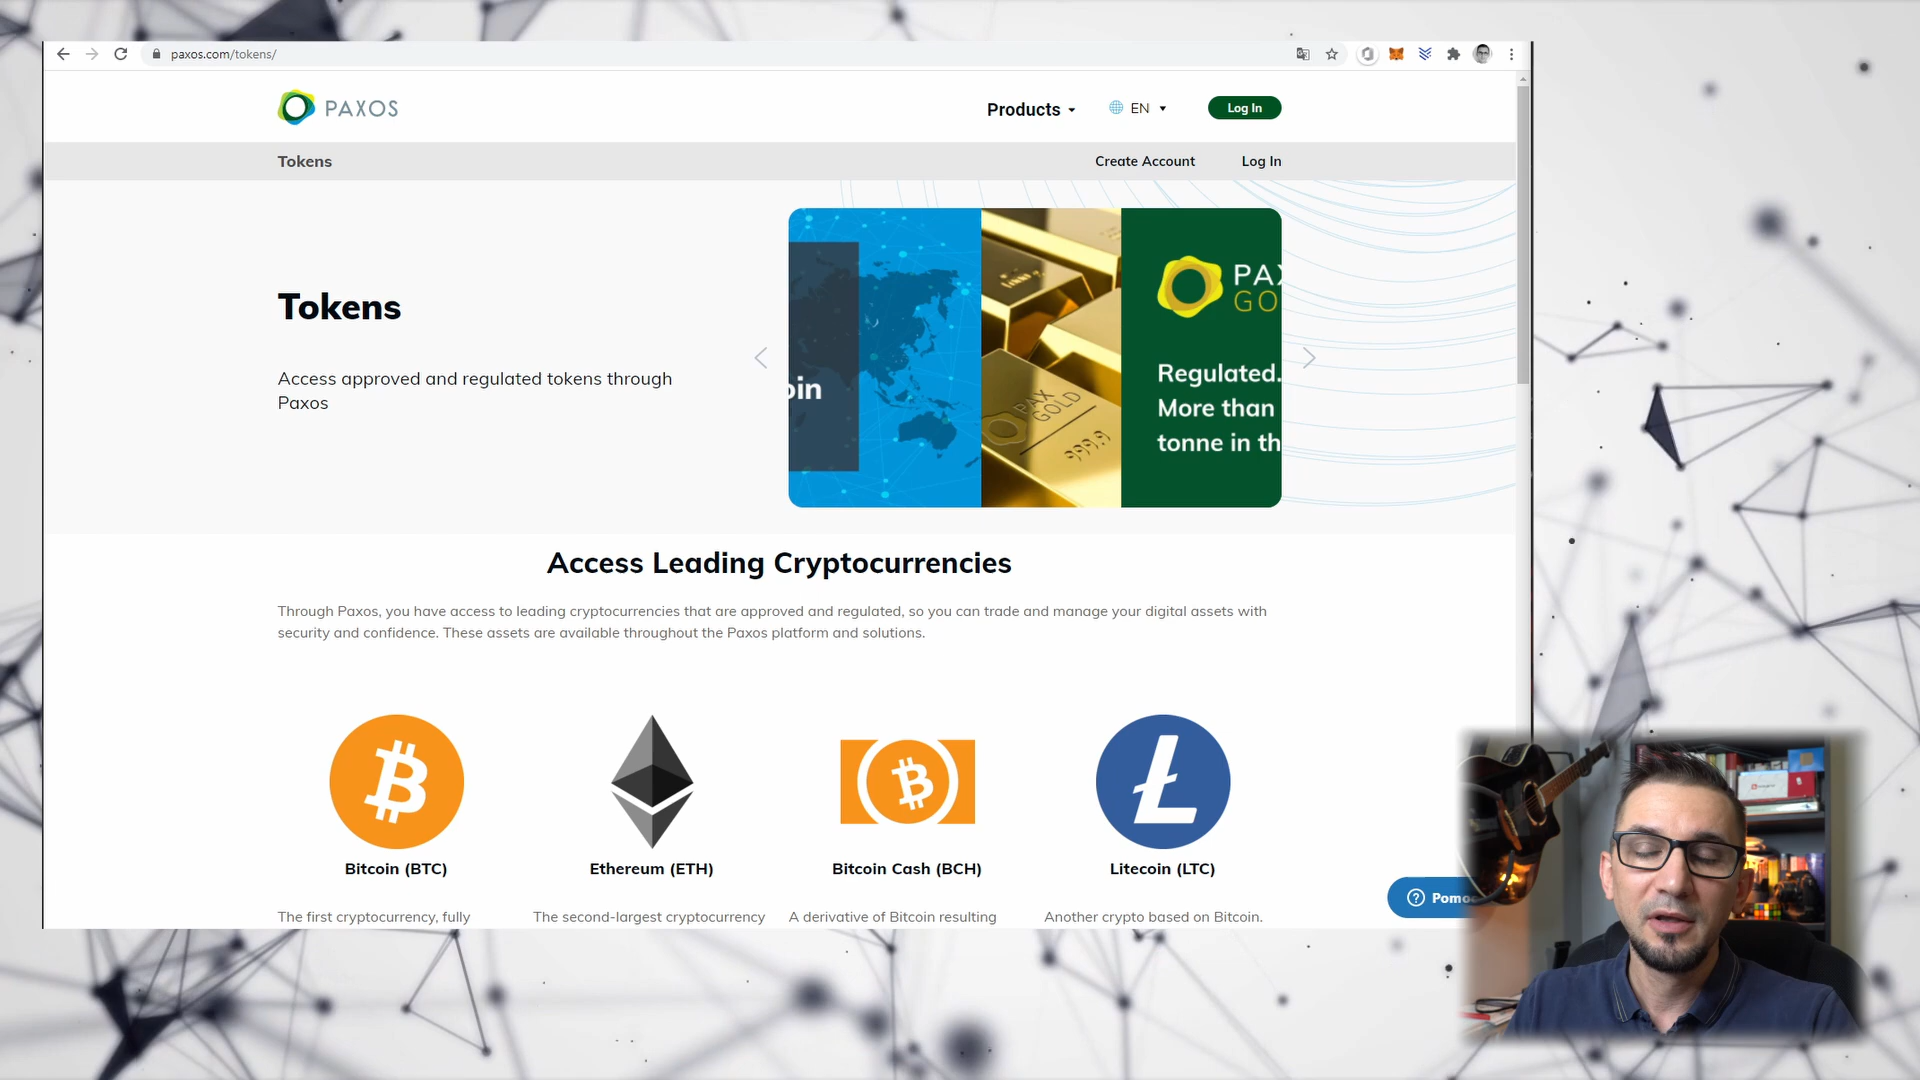 paxos.com/tokens/
PAXOS
Products
EN
Log In
Tokens
Create Account
Log In
Tokens
Access approved and regulated tokens through
Paxos
oin
PAX
GOLD
999.9
PAX
GO
Regulated.
More than
tonne in th
Access Leading Cryptocurrencies
Through Paxos, you have access to leading cryptocurrencies that are approved and regulated, so you can trade and manage your digital assets with
security and confidence. These assets are available throughout the Paxos platform and solutions.
Bitcoin (BTC)
Ethereum (ETH)
Bitcoin Cash (BCH)
Litecoin (LTC)
The first cryptocurrency, fully
The second-largest cryptocurrency
A derivative of Bitcoin resulting
Another crypto based on Bitcoin.
Pomoc